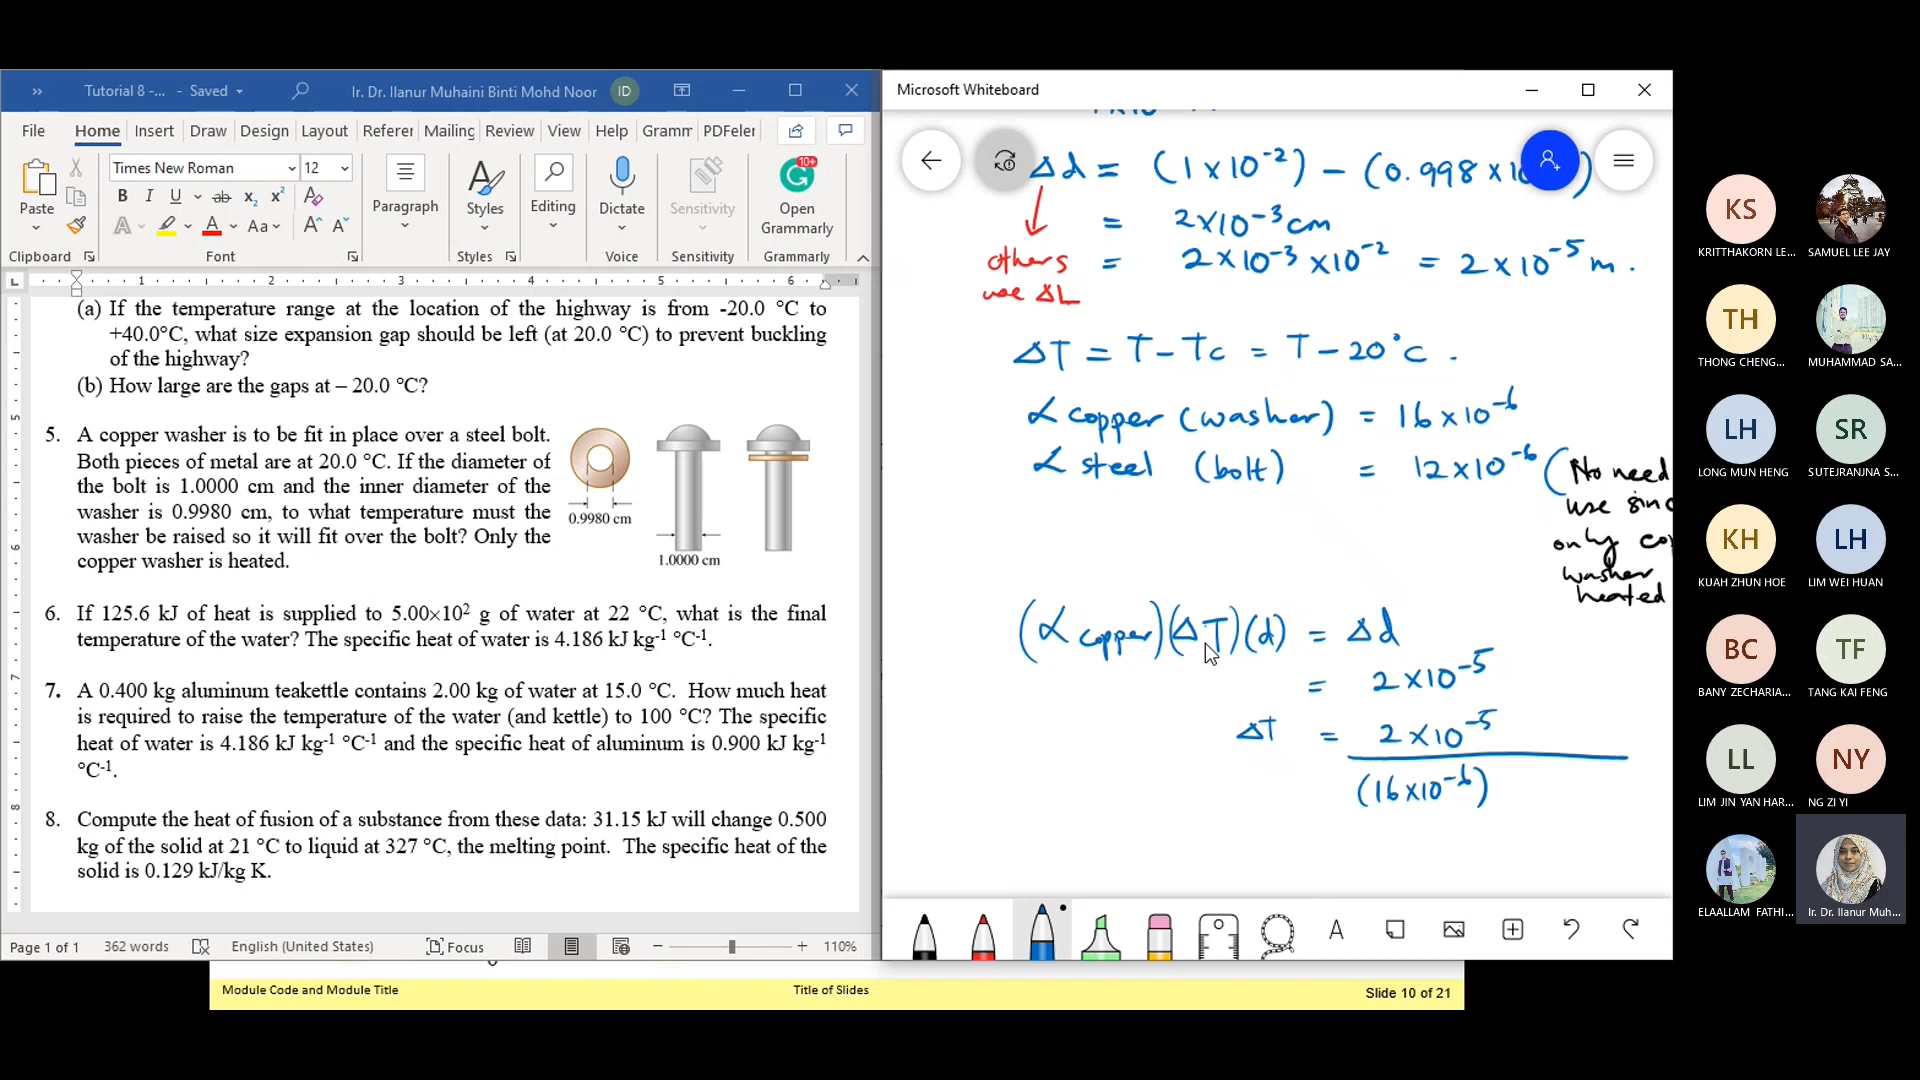 Tutorial 8 -... - Saved
Ir. Dr. Ilanur Muhaini Binti Mohd Noor
ID
File Home Insert Draw Design Layout Referer Mailing Review View Help Gramm PDFeler
Times New Roman 12
Paste
B I U ab x₂ x²
A A Aa A A
Paragraph
Styles
Editing
Dictate
Sensitivity
10+
Open
Grammarly
Clipboard Font Styles Voice Sensitivity Grammarly
L 1 2 3 4 5 6
(a) If the temperature range at the location of the highway is from -20.0 °C to
+40.0°C, what size expansion gap should be left (at 20.0 °C) to prevent buckling
of the highway?
(b) How large are the gaps at – 20.0 °C?
5. A copper washer is to be fit in place over a steel bolt.
Both pieces of metal are at 20.0 °C. If the diameter of
the bolt is 1.0000 cm and the inner diameter of the
washer is 0.9980 cm, to what temperature must the
washer be raised so it will fit over the bolt? Only the
copper washer is heated.
0.9980 cm
1.0000 cm
6. If 125.6 kJ of heat is supplied to 5.00×10² g of water at 22 °C, what is the final
temperature of the water? The specific heat of water is 4.186 kJ kg⁻¹ °C⁻¹.
7. A 0.400 kg aluminum teakettle contains 2.00 kg of water at 15.0 °C. How much heat
is required to raise the temperature of the water (and kettle) to 100 °C? The specific
heat of water is 4.186 kJ kg⁻¹ °C⁻¹ and the specific heat of aluminum is 0.900 kJ kg⁻¹
°C⁻¹.
8. Compute the heat of fusion of a substance from these data: 31.15 kJ will change 0.500
kg of the solid at 21 °C to liquid at 327 °C, the melting point. The specific heat of the
solid is 0.129 kJ/kg K.
5
6
7
8
Page 1 of 1 362 words English (United States) Focus 110%
Microsoft Whiteboard
Δd = (1×10⁻²) – (0.998×10 )
= 2×10⁻³ cm
others = 2×10⁻³×10⁻² = 2×10⁻⁵ m.
use ΔL
ΔT = T – Tc = T – 20°C.
α copper (washer) = 16×10⁻⁶
α steel (bolt) = 12×10⁻⁶ (No need
use sinc
only co
washer
heated
(α copper)(ΔT)(d) = Δd
= 2×10⁻⁵
ΔT = 2×10⁻⁵
(16×10⁻⁶)
A
KS
KRITTHAKORN LE...
SAMUEL LEE JAY
TH
THONG CHENG...
MUHAMMAD SA...
LH
LONG MUN HENG
SR
SUTEJRANJNA S...
KH
KUAH ZHUN HOE
LH
LIM WEI HUAN
BC
BANY ZECHARIA...
TF
TANG KAI FENG
LL
LIM JIN YAN HAR...
NY
NG ZI YI
ELAALLAM FATHI...
Ir. Dr. Ilanur Muh...
Module Code and Module Title
Title of Slides
Slide 10 of 21